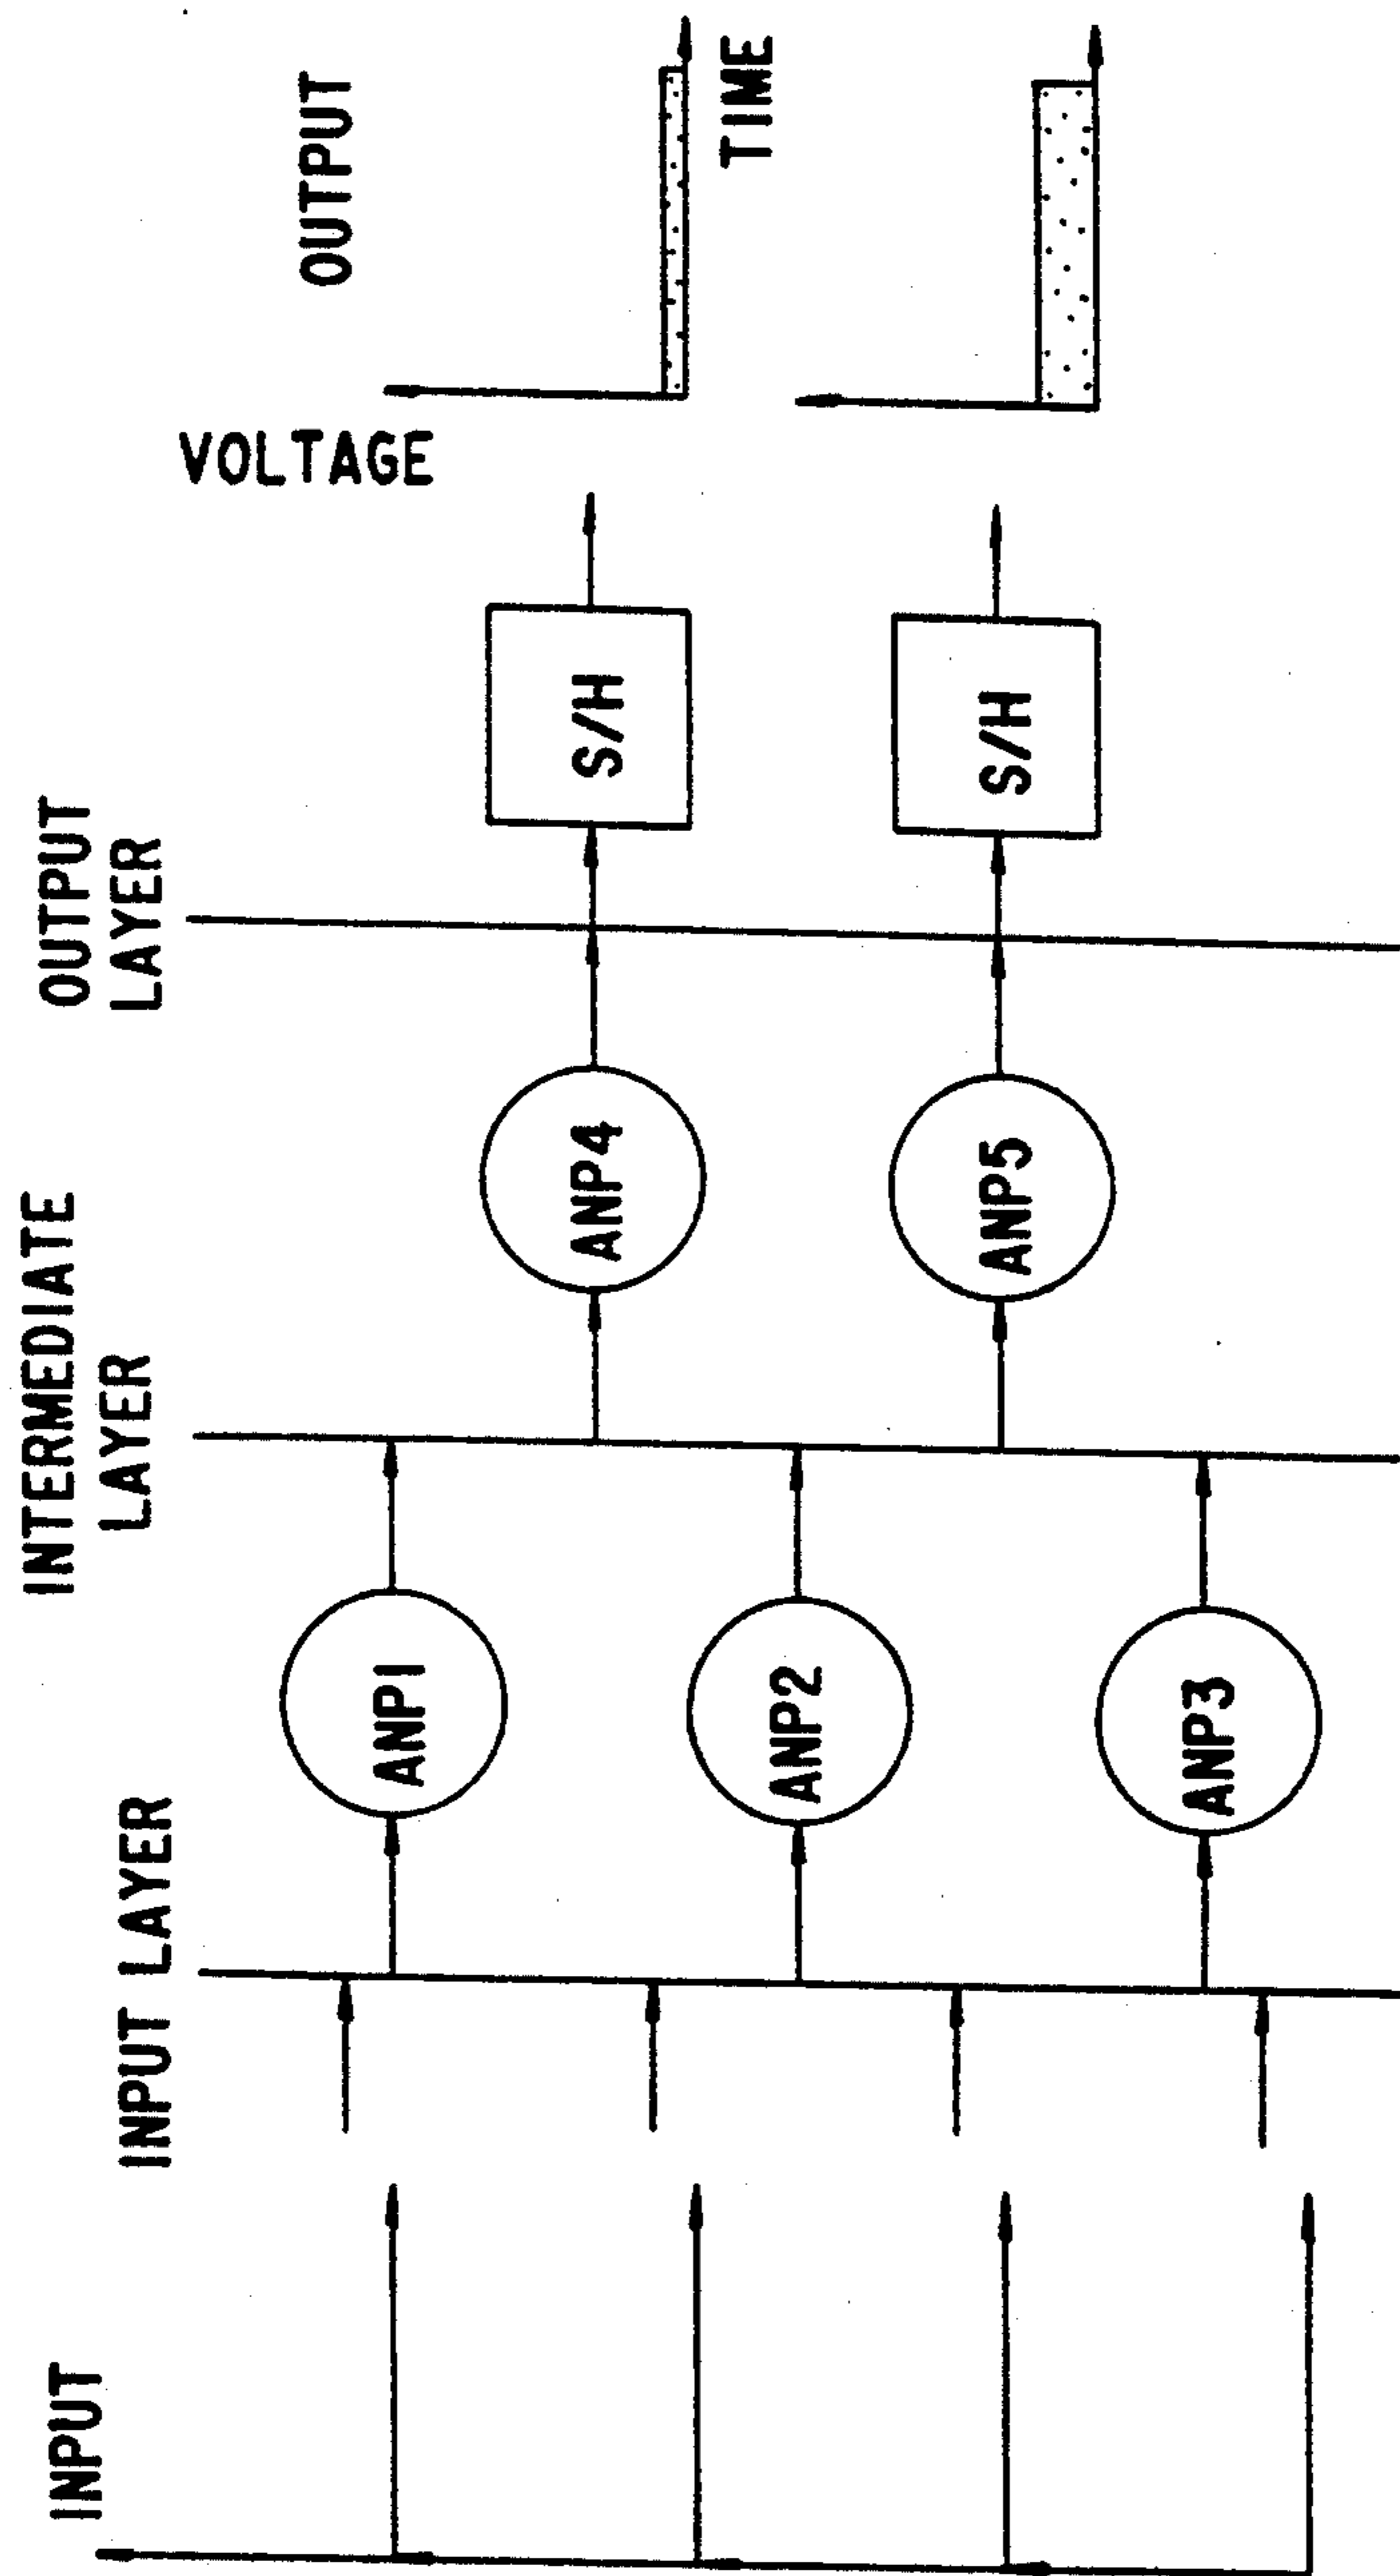 INPUT
INPUT LAYER
INTERMEDIATE
LAYER
OUTPUT
LAYER
OUTPUT
VOLTAGE
TIME
ANP1
ANP2
ANP3
ANP4
ANP5
S/H
S/H